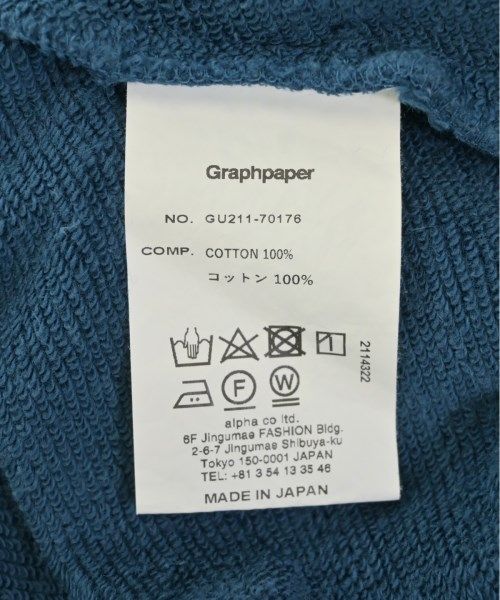 Graphpaper
NO. GU211-70176
COMP. COTTON 100%
コットン 100%
2114322
F
W
alpha co ltd.
6F Jingumae FASHION Bldg.
2-6-7 Jingumae Shibuya-ku
Tokyo 150-0001 JAPAN
TEL: +81 3 54 13 35 46
MADE IN JAPAN